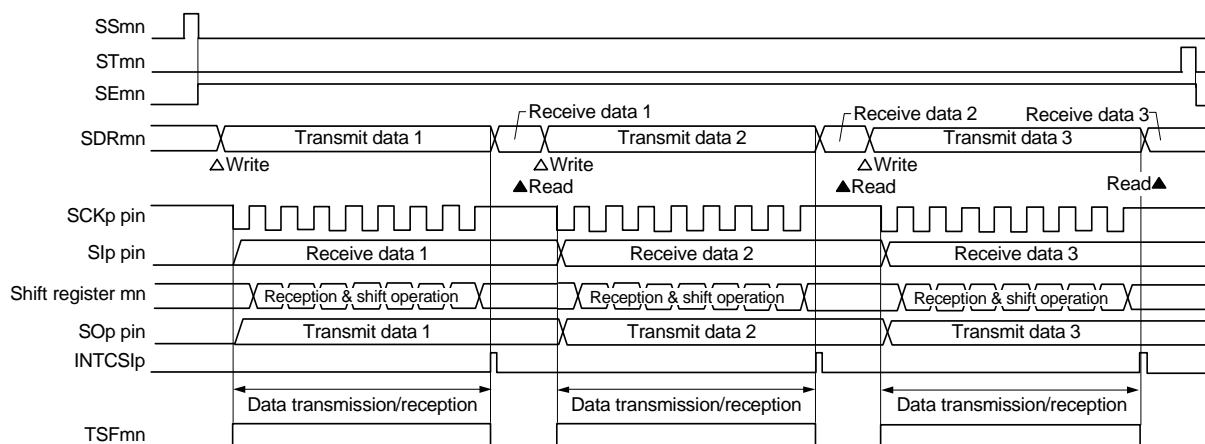 SSmn
STmn
SEmn
Receive data 1 Receive data 2 Receive data 3
SDRmn Transmit data 1 Transmit data 2 Transmit data 3
△Write △Write △Write
▲Read ▲Read Read▲
SCKp pin
SIp pin Receive data 1 Receive data 2 Receive data 3
Shift register mn Reception & shift operation Reception & shift operation Reception & shift operation
SOp pin Transmit data 1 Transmit data 2 Transmit data 3
INTCSIp
Data transmission/reception Data transmission/reception Data transmission/reception
TSFmn